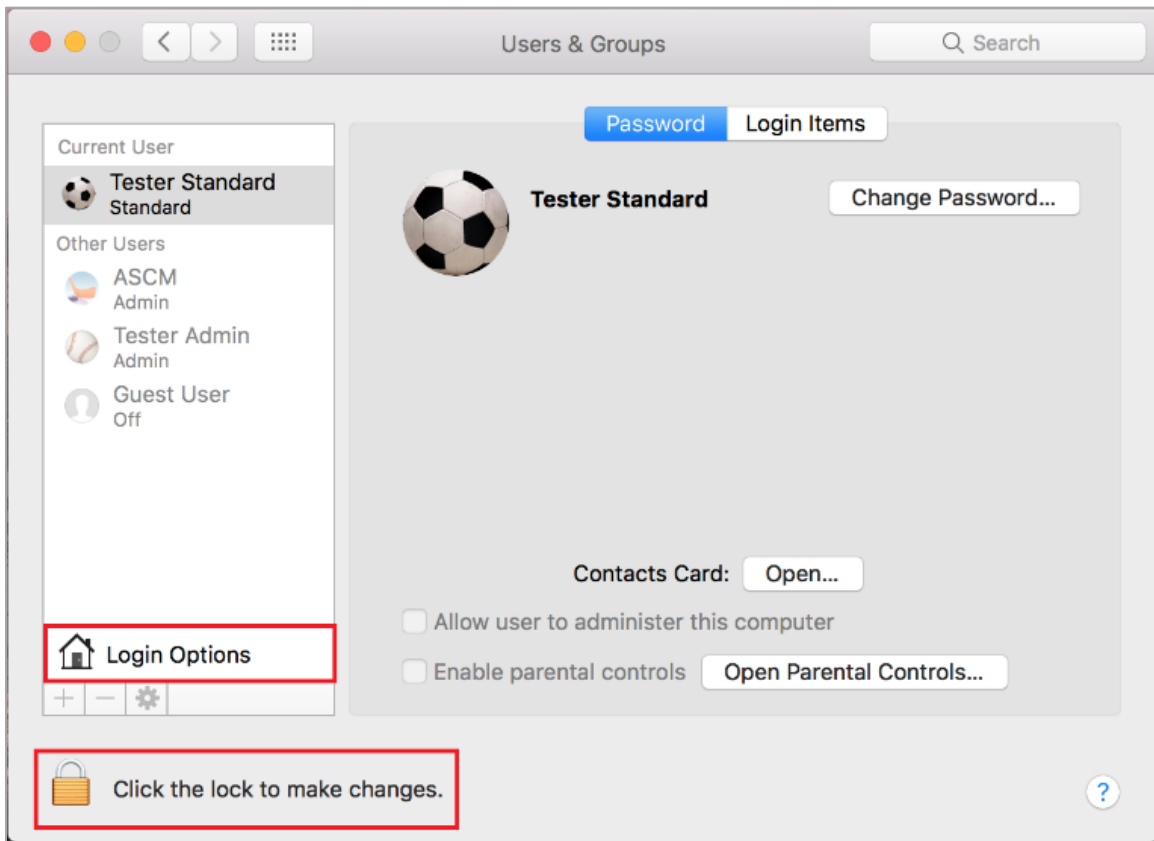 Users & Groups
Search
Password
Login Items
Current User
Tester Standard
Standard
Other Users
ASCM
Admin
Tester Admin
Admin
Guest User
Off
Login Options
Tester Standard
Change Password...
Contacts Card:
Open...
Allow user to administer this computer
Enable parental controls
Open Parental Controls...
Click the lock to make changes.
?